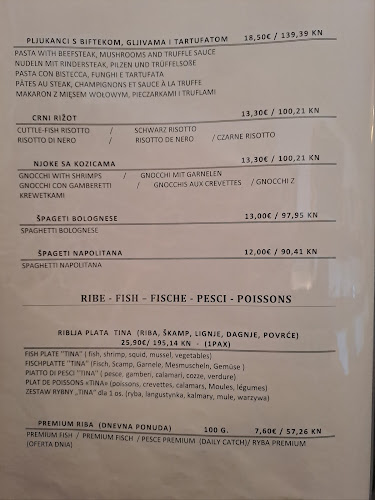 PLJUKANCI S BIFTEKOM, GLJIVAMA I TARTUFATOM 18,50€ / 139,39 KN
PASTA WITH BEEFSTEAK, MUSHROOMS AND TRUFFLE SAUCE
NUDELN MIT RINDERSTEAK, PILZEN UND TRÜFFELSOßE
PASTA CON BISTECCA, FUNGHI E TARTUFATA
PÂTES AU STEAK, CHAMPIGNONS ET SAUCE À LA TRUFFE
MAKARON Z MIĘSEM WOŁOWYM, PIECZARKAMI I TRUFLAMI
CRNI RIŽOT 13,30€ / 100,21 KN
CUTTLE-FISH RISOTTO / SCHWARZ RISOTTO
RISOTTO DI NERO / RISOTTO DE NERO / CZARNE RISOTTO
NJOKE SA KOZICAMA 13,30€ / 100,21 KN
GNOCCHI WITH SHRIMPS / GNOCCHI MIT GARNELEN
GNOCCHI CON GAMBERETTI / GNOCCHIS AUX CREVETTES / GNOCCHI Z
KREWETKAMI
ŠPAGETI BOLOGNESE 13,00€ / 97,95 KN
SPAGHETTI BOLOGNESE
ŠPAGETI NAPOLITANA 12,00€ / 90,41 KN
SPAGHETTI NAPOLITANA
RIBE - FISH – FISCHE - PESCI - POISSONS
RIBLJA PLATA TINA (RIBA, ŠKAMP, LIGNJE, DAGNJE, POVRĆE)
25,90€/ 195,14 KN - (1PAX)
FISH PLATE "TINA" ( fish, shrimp, squid, mussel, vegetables)
FISCHPLATTE "TINA" (Fisch, Scamp, Garnele, Mesmuscheln, Gemüse )
PIATTO DI PESCI "TINA" ( pesce, gamberi, calamari, cozze, verdure)
PLAT DE POISSONS «TINA» (poissons, crevettes, calamars, Moules, légumes)
ZESTAW RYBNY „TINA" dla 1 os. (ryba, langustynka, kalmary, mule, warzywa)
PREMIUM RIBA (DNEVNA PONUDA) 100 G. 7,60€ / 57,26 KN
PREMIUM FISH / PREMIUM FISCH / PESCE PREMIUM (DAILY CATCH)/ RYBA PREMIUM
(OFERTA DNIA)